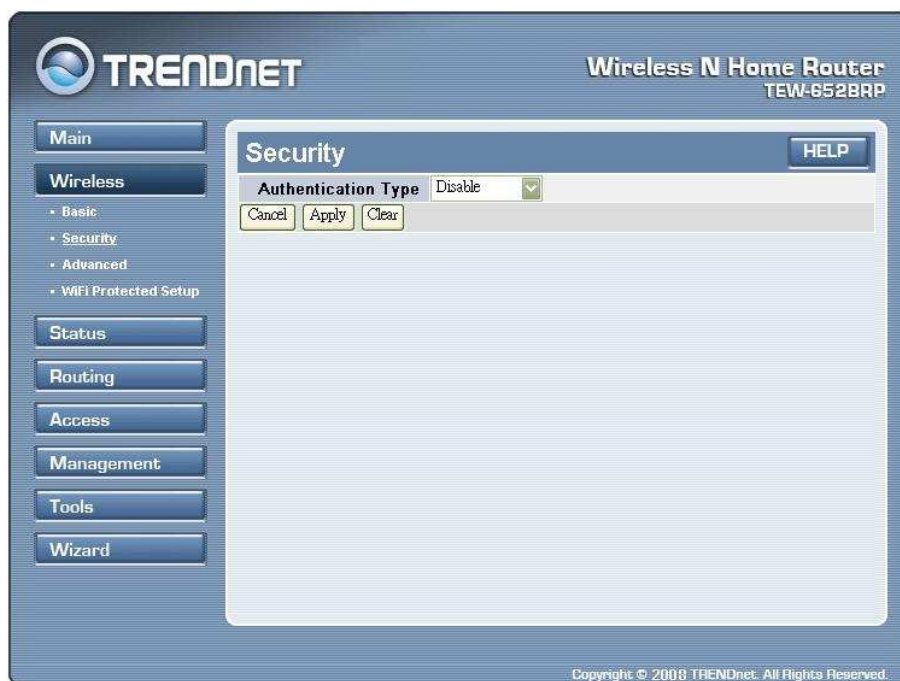 TRENDNET
Wireless N Home Router
TEW-652BRP
Main
Wireless
• Basic
• Security
• Advanced
• WiFi Protected Setup
Status
Routing
Access
Management
Tools
Wizard
Security
HELP
Authentication Type Disable
Cancel Apply Clear
Copyright © 2008 TRENDnet. All Rights Reserved.